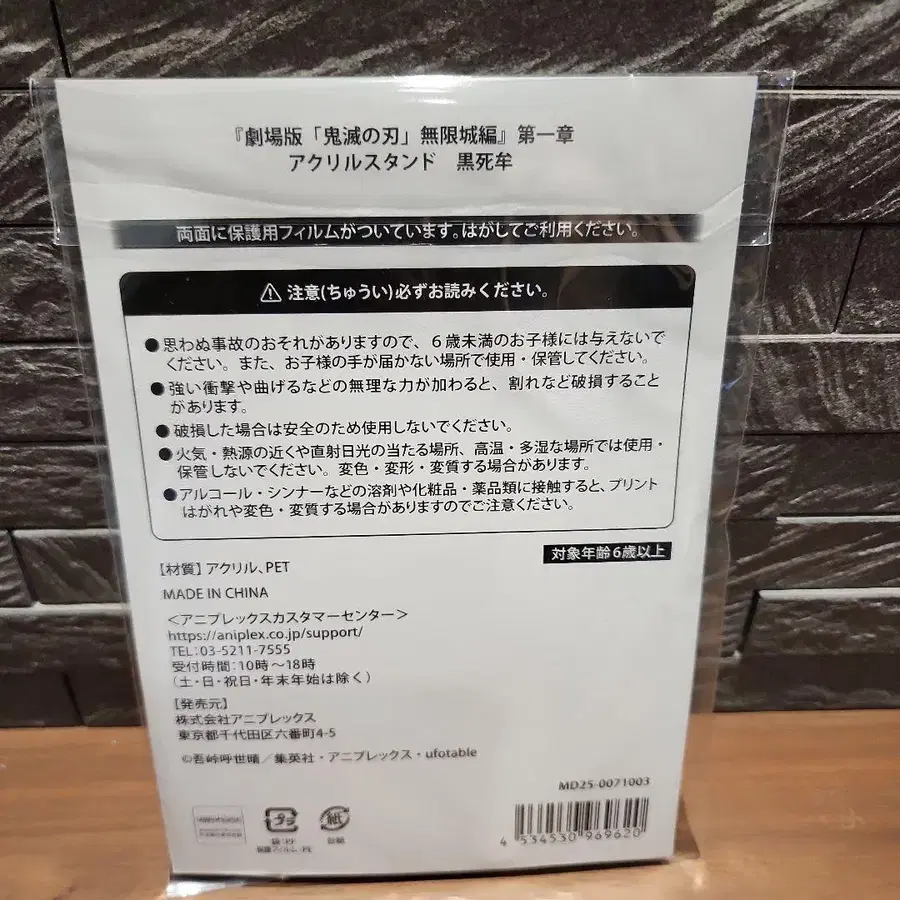 『劇場版「鬼滅の刃」無限城編』第一章
アクリルスタンド 黒死牟
両面に保護用フィルムがついています。はがしてご利用ください。
⚠ 注意(ちゅうい)必ずお読みください。
●思わぬ事故のおそれがありますので、6歳未満のお子様には与えないで
ください。また、お子様の手が届かない場所で使用・保管してください。
●強い衝撃や曲げるなどの無理な力が加わると、割れなど破損すること
があります。
●破損した場合は安全のため使用しないでください。
●火気・熱源の近くや直射日光の当たる場所、高温・多湿な場所では使用・
保管しないでください。変色・変形・変質する場合があります。
●アルコール・シンナーなどの溶剤や化粧品・薬品類に接触すると、プリント
はがれや変色・変質する場合がありますのでご注意ください。
対象年齢6歳以上
【材質】アクリル、PET
MADE IN CHINA
＜アニプレックスカスタマーセンター＞
https://aniplex.co.jp/support/
TEL：03-5211-7555
受付時間：10時～18時
(土・日・祝日・年末年始は除く)
【発売元】
株式会社アニプレックス
東京都千代田区六番町4-5
©吾峠呼世晴／集英社・アニプレックス・ufotable
MD25-0071003
プラ
紙
袋：PP
保護フィルム：PE
台紙
4 534530 969620